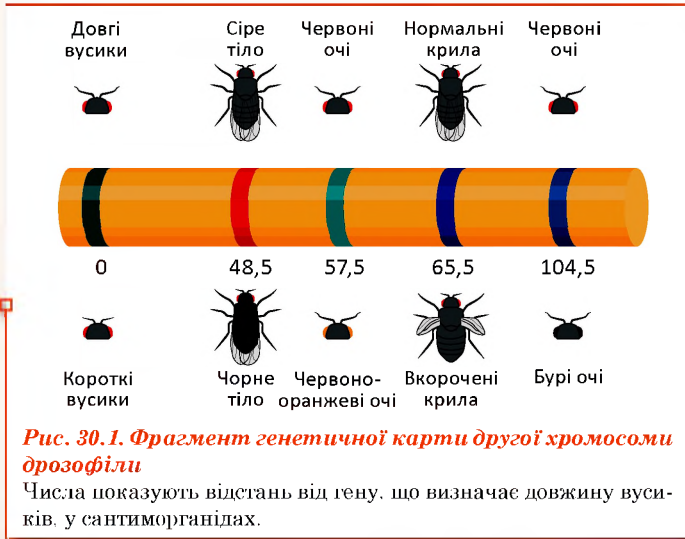 Довгі вусики
Сіре тіло
Червоні очі
Нормальні крила
Червоні очі
0 48,5 57,5 65,5 104,5
Короткі вусики
Чорне тіло
Червоно-оранжеві очі
Вкорочені крила
Бурі очі
Рис. 30.1. Фрагмент генетичної карти другої хромосоми
дрозофіли
Числа показують відстань від гену, що визначає довжину вуси-
ків, у сантиморганідах.